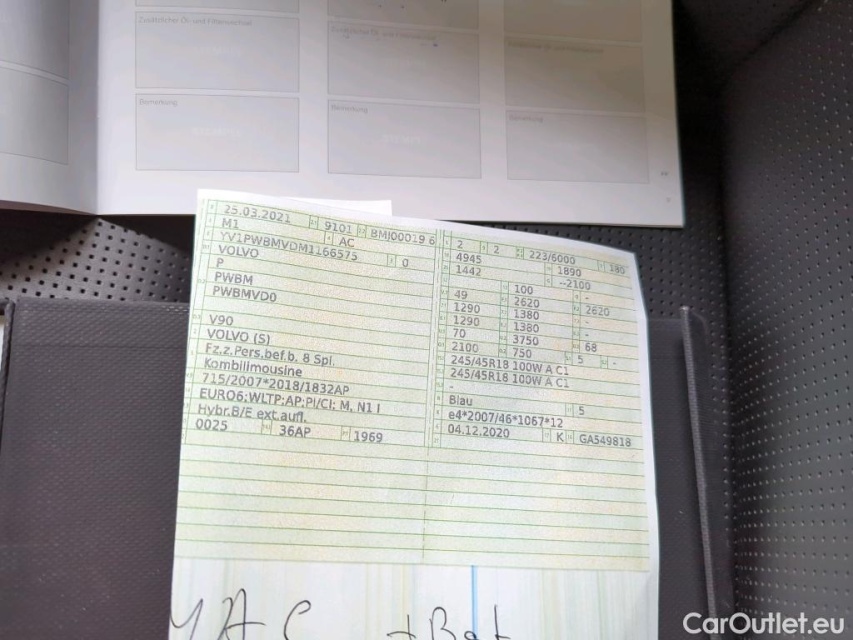 Zusätzlicher Öl- und Filterwechsel
Bemerkung
Bemerkung
25.03.2021 9101 BMJ00019 6
M1 AC
YV1PWBMVDM1166575 0
VOLVO
P
PWBM
PWBMVD0
V90
VOLVO (S)
Fz.z.Pers.bef.b. 8 Spl.
Kombilimousine
715/2007*2018/1832AP
EURO6;WLTP;AP;PI/CI; M, N1 I
Hybr.B/E ext.aufl.
0025 36AP 1969
2 2 223/6000 180
4945 1890
1442 --2100
49 100 -
1290 2620 2620
1290 1380 -
70 1380
2100 3750 68
750 5 -
245/45R18 100W A C1
245/45R18 100W A C1
-
Blau 5
e4*2007/46*1067*12
04.12.2020 K GA549818
CarOutlet.eu